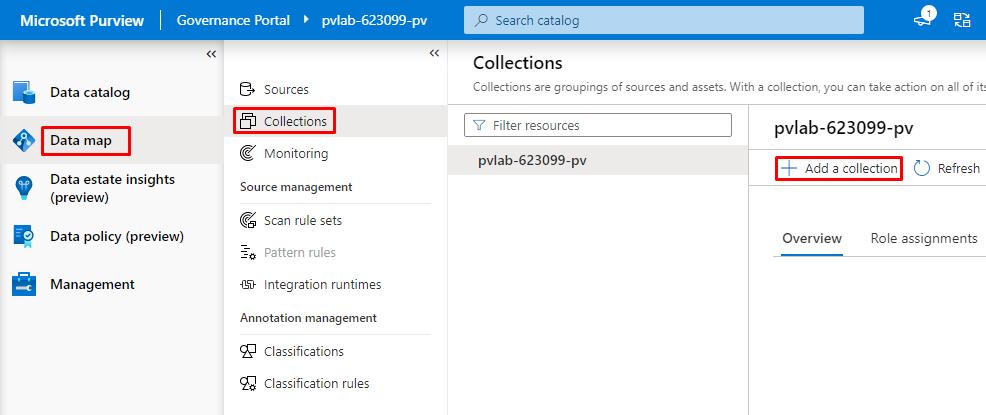 Microsoft Purview
Governance Portal
pvlab-623099-pv
Search catalog
1
Data catalog
Data map
Data estate insights
(preview)
Data policy (preview)
Management
Sources
Collections
Monitoring
Source management
Scan rule sets
Pattern rules
Integration runtimes
Annotation management
Classifications
Classification rules
Collections
Collections are groupings of sources and assets. With a collection, you can take action on all of its
Filter resources
pvlab-623099-pv
pvlab-623099-pv
Add a collection
Refresh
Overview
Role assignments